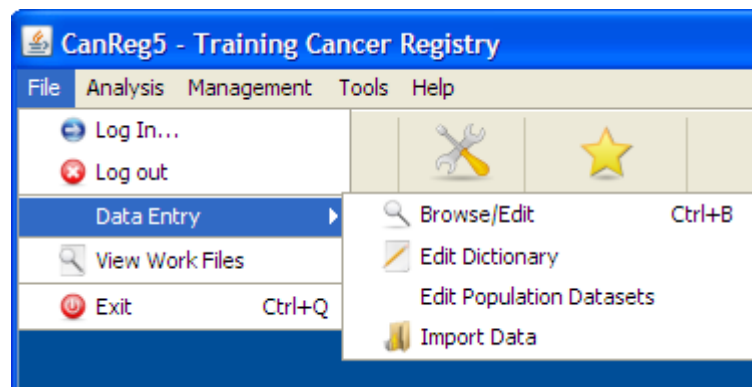 CanReg5 - Training Cancer Registry
File Analysis Management Tools Help
Log In...
Log out
Data Entry
Browse/Edit Ctrl+B
View Work Files
Edit Dictionary
Edit Population Datasets
Exit Ctrl+Q
Import Data